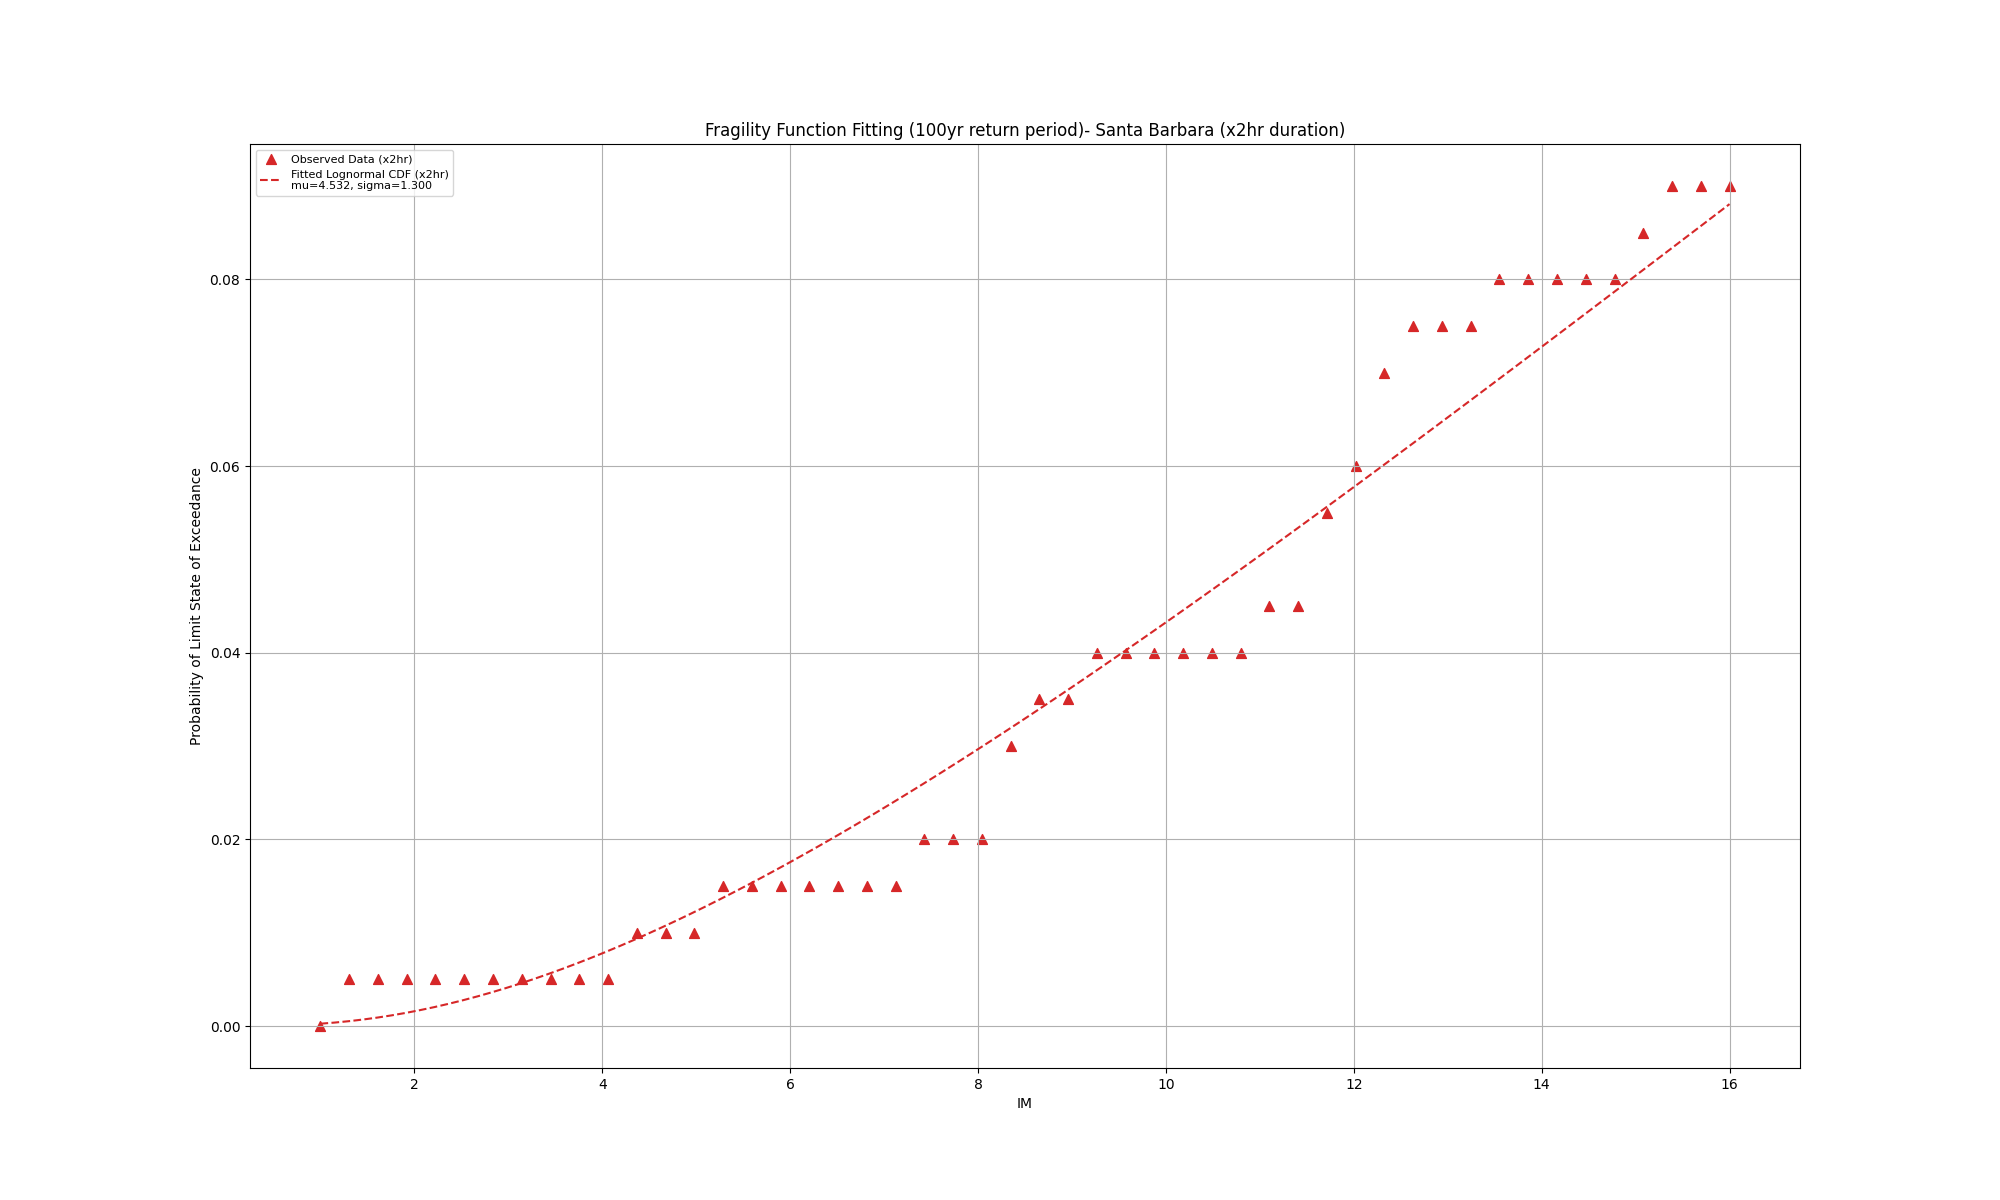 Fragility Function Fitting (100yr return period)- Santa Barbara (x2hr duration)
Observed Data (x2hr)
Fitted Lognormal CDF (x2hr)
mu=4.532, sigma=1.300
Probability of Limit State of Exceedance
0.08
0.06
0.04
0.02
0.00
2 4 6 8 10 12 14 16
IM